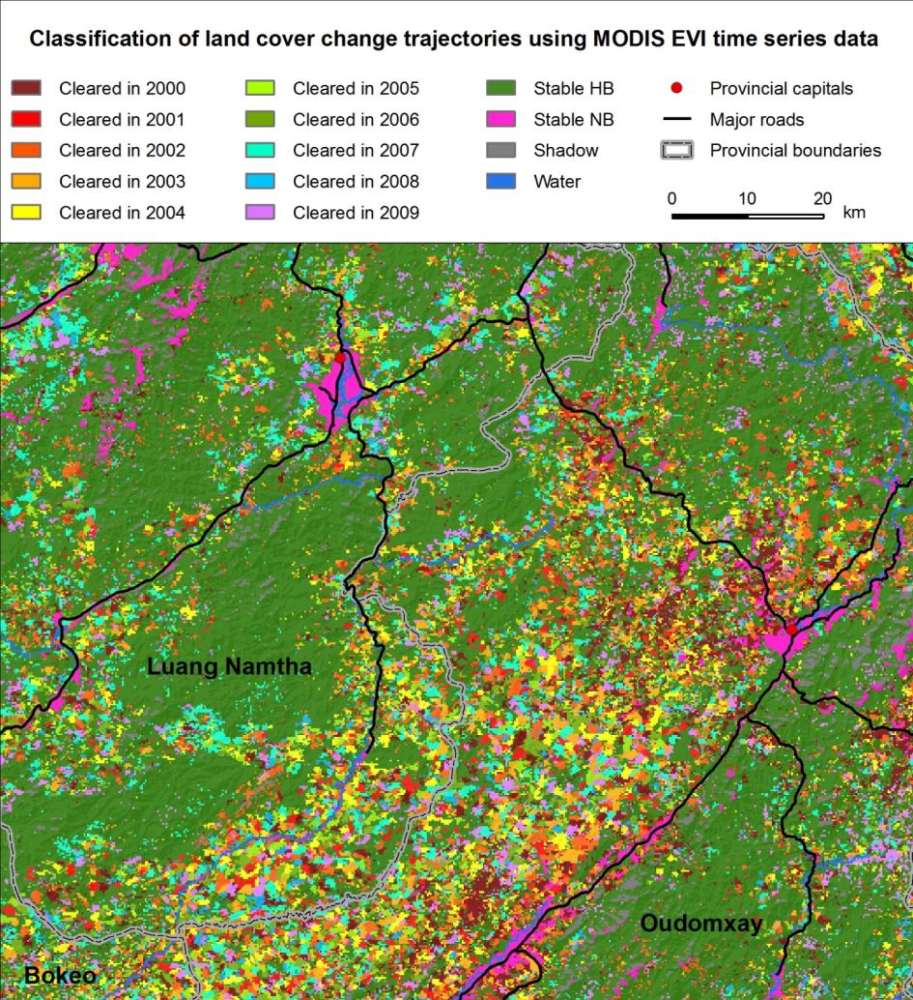 Classification of land cover change trajectories using MODIS EVI time series data
Cleared in 2000
Cleared in 2001
Cleared in 2002
Cleared in 2003
Cleared in 2004
Cleared in 2005
Cleared in 2006
Cleared in 2007
Cleared in 2008
Cleared in 2009
Stable HB
Stable NB
Shadow
Water
Provincial capitals
Major roads
Provincial boundaries
0 10 20
km
Luang Namtha
Oudomxay
Bokeo